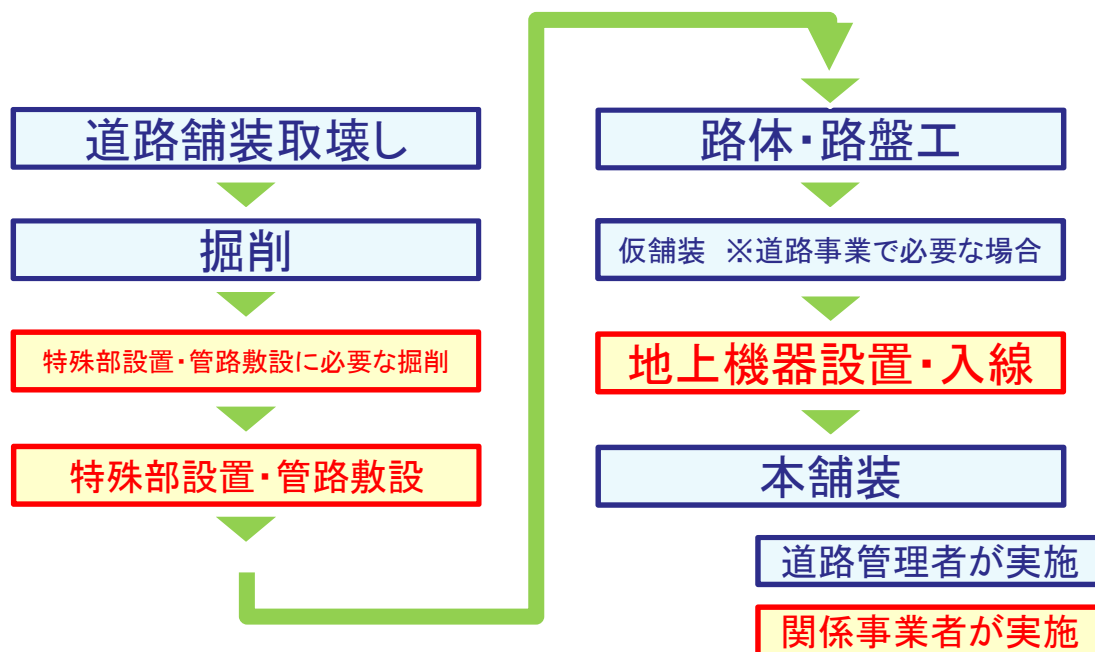 道路舗装取壊し
掘削
特殊部設置・管路敷設に必要な掘削
特殊部設置・管路敷設
路体・路盤工
仮舗装 ※道路事業で必要な場合
地上機器設置・入線
本舗装
道路管理者が実施
関係事業者が実施